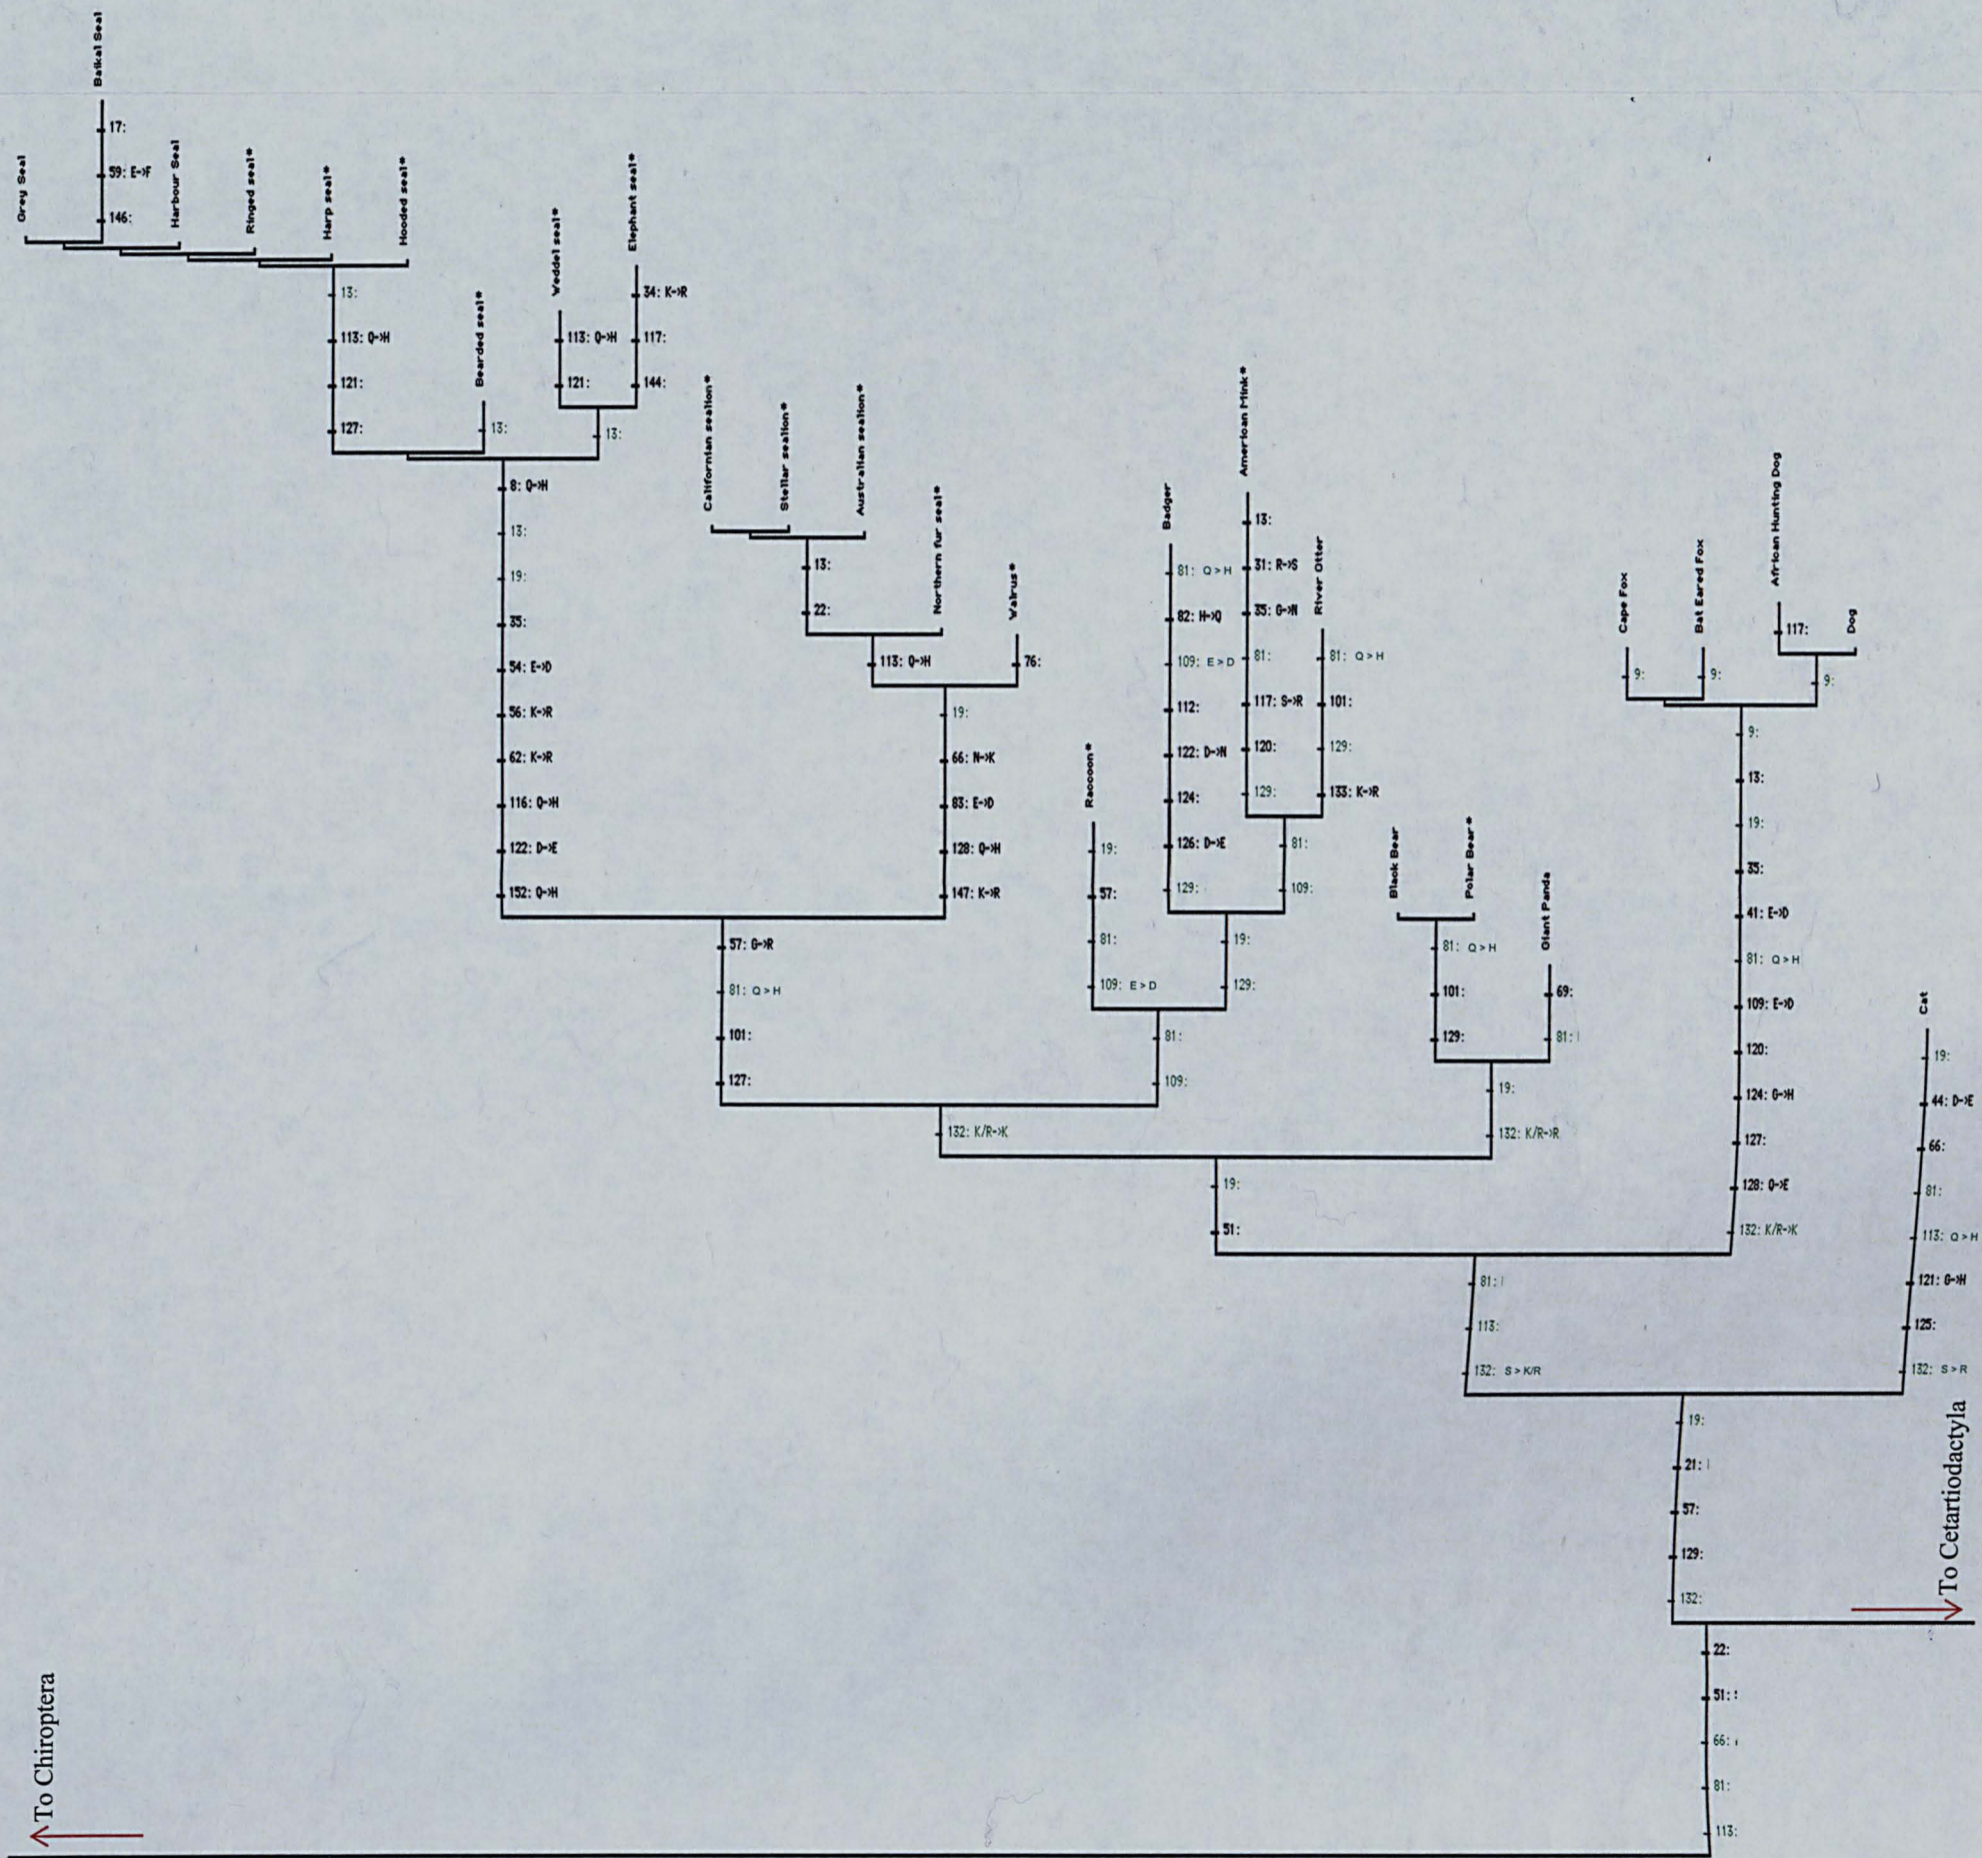 Grey Seal
Baikal Seal
17:
59: E->F
146:
Harbour Seal
Ringed seal*
Harp seal*
Hooded seal*
13:
113: Q->H
121:
127:
Bearded seal*
13:
Weddel seal*
113: Q->H
121:
Elephant seal*
34: K->R
117:
144:
13:
8: Q->H
13:
19:
35:
54: E->D
56: K->R
62: K->R
116: Q->H
122: D->E
152: Q->H
Californian sealion*
Stellar sealion*
Australian sealion*
13:
22:
Northern fur seal*
113: Q->H
Walrus*
76:
19:
66: N->K
83: E->D
128: Q->H
147: K->R
57: G->R
81: Q>H
101:
127:
Raccoon*
19:
57:
81:
109: E>D
Badger
81: Q>H
82: H->Q
109: E>D
112:
122: D->N
124:
126: D->E
129:
American Mink*
13:
31: R->S
35: G->N
81:
117: S->R
120:
129:
River Otter
81: Q>H
101:
129:
133: K->R
81:
109:
19:
129:
81:
109:
132: K/R->K
Black Bear
Polar Bear*
81: Q>H
101:
129:
Giant Panda
69:
81:
19:
132: K/R->R
19:
51:
Cape Fox
9:
Bat Eared Fox
9:
African Hunting Dog
117:
Dog
9:
9:
13:
19:
35:
41: E->D
81: Q>H
109: E->D
120:
124: G->H
127:
128: Q->E
132: K/R->K
81:
113:
132: S>K/R
Cat
19:
44: D->E
66:
81:
113: Q>H
121: G->H
125:
132: S>R
19:
21:
57:
129:
132:
To Cetartiodactyla
22:
51:
66:
81:
113:
To Chiroptera